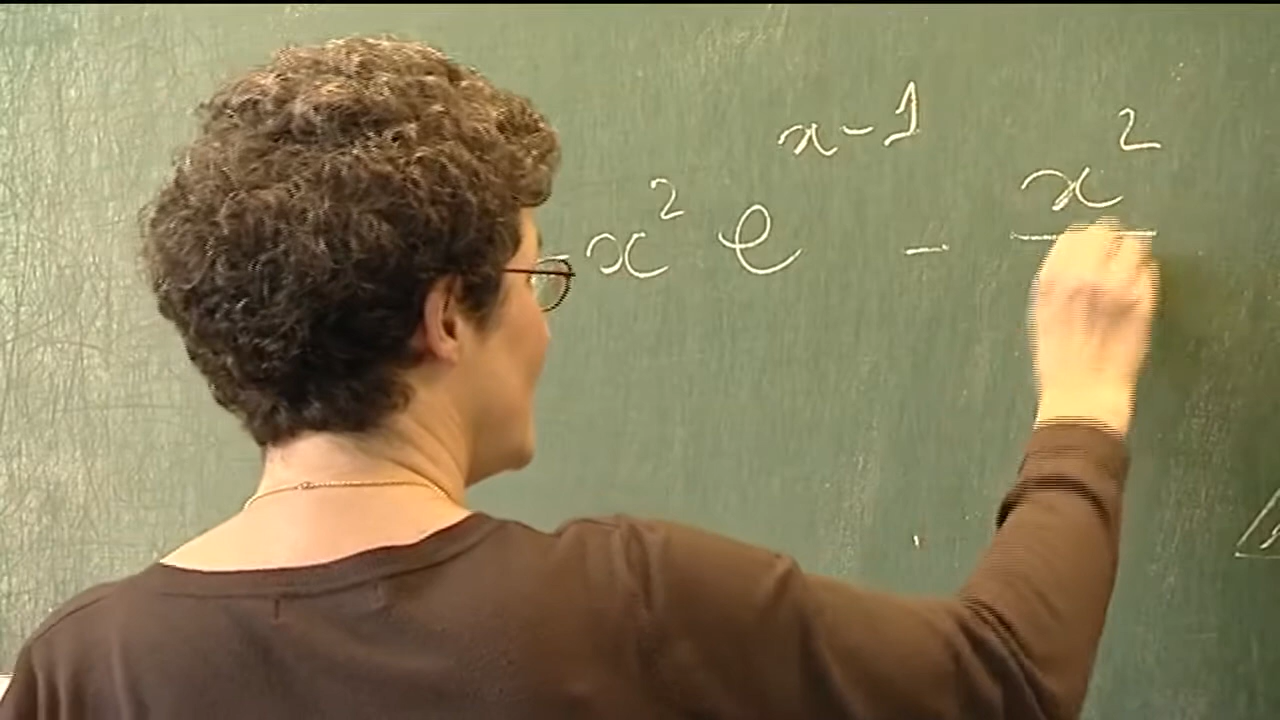 = x² e^{x-1} - x²